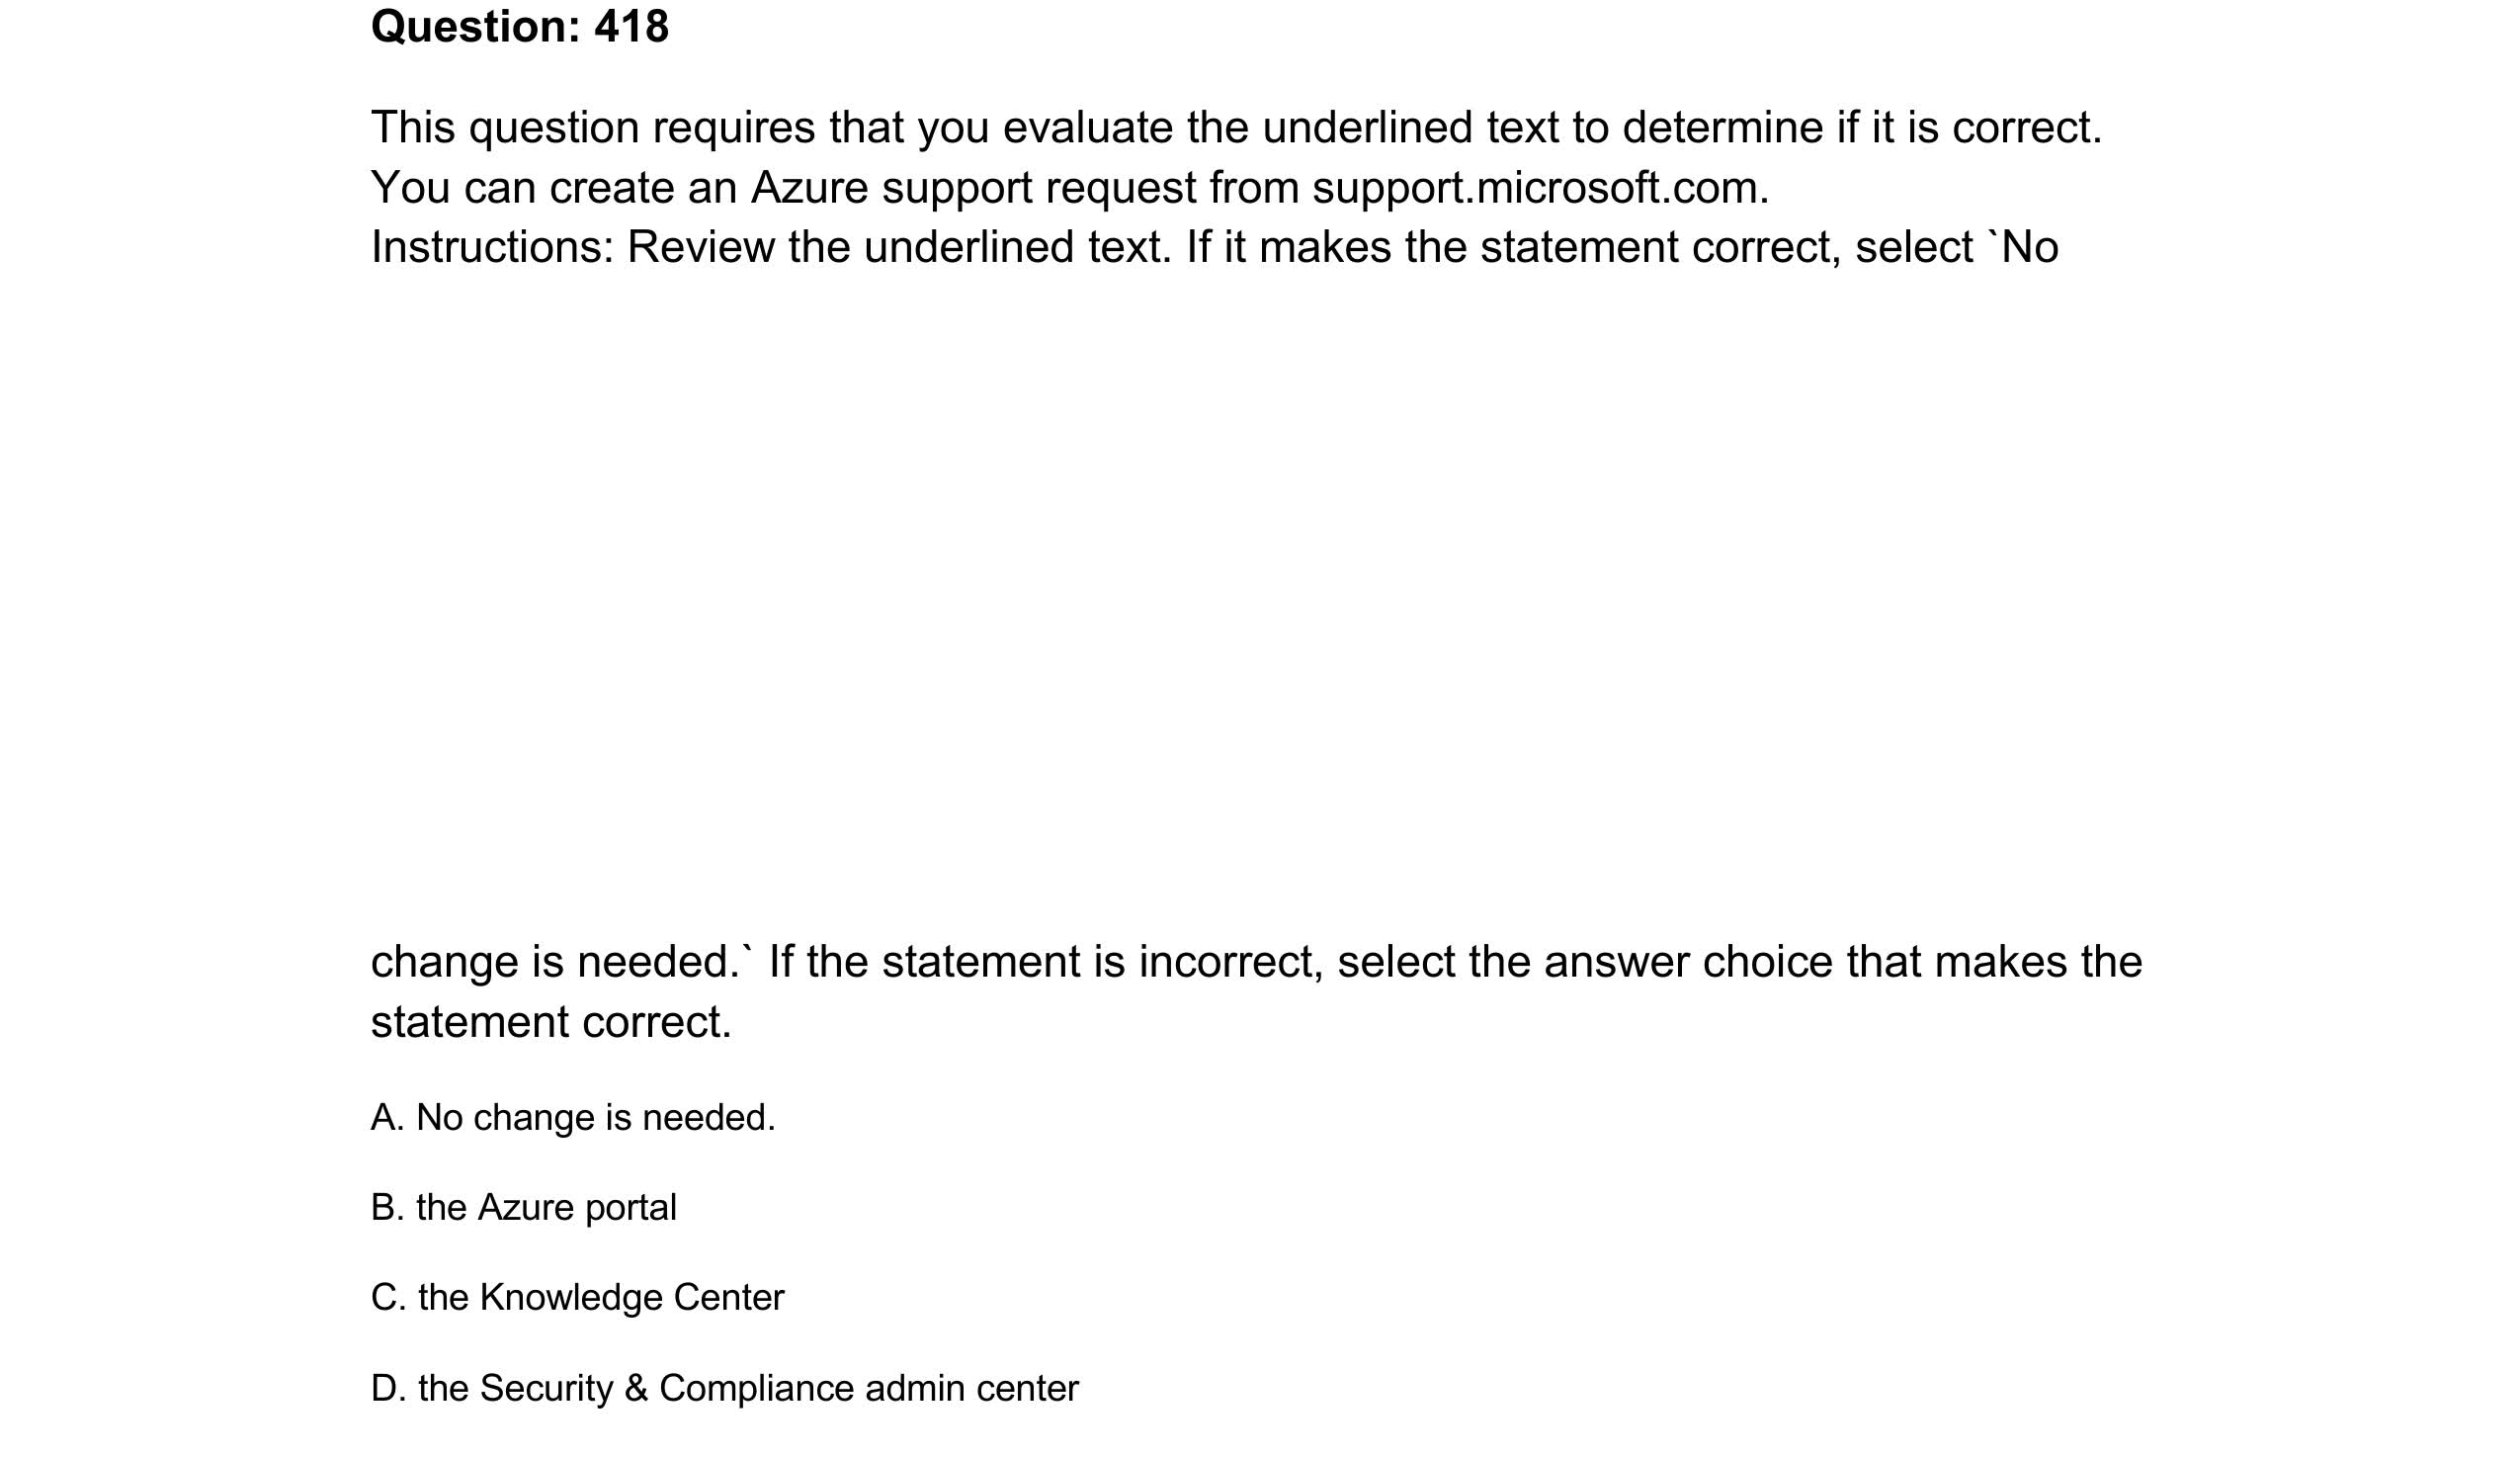 Question: 418
This question requires that you evaluate the underlined text to determine if it is correct.
You can create an Azure support request from support.microsoft.com.
Instructions: Review the underlined text. If it makes the statement correct, select `No
change is needed.` If the statement is incorrect, select the answer choice that makes the
statement correct.
A. No change is needed.
B. the Azure portal
C. the Knowledge Center
D. the Security & Compliance admin center